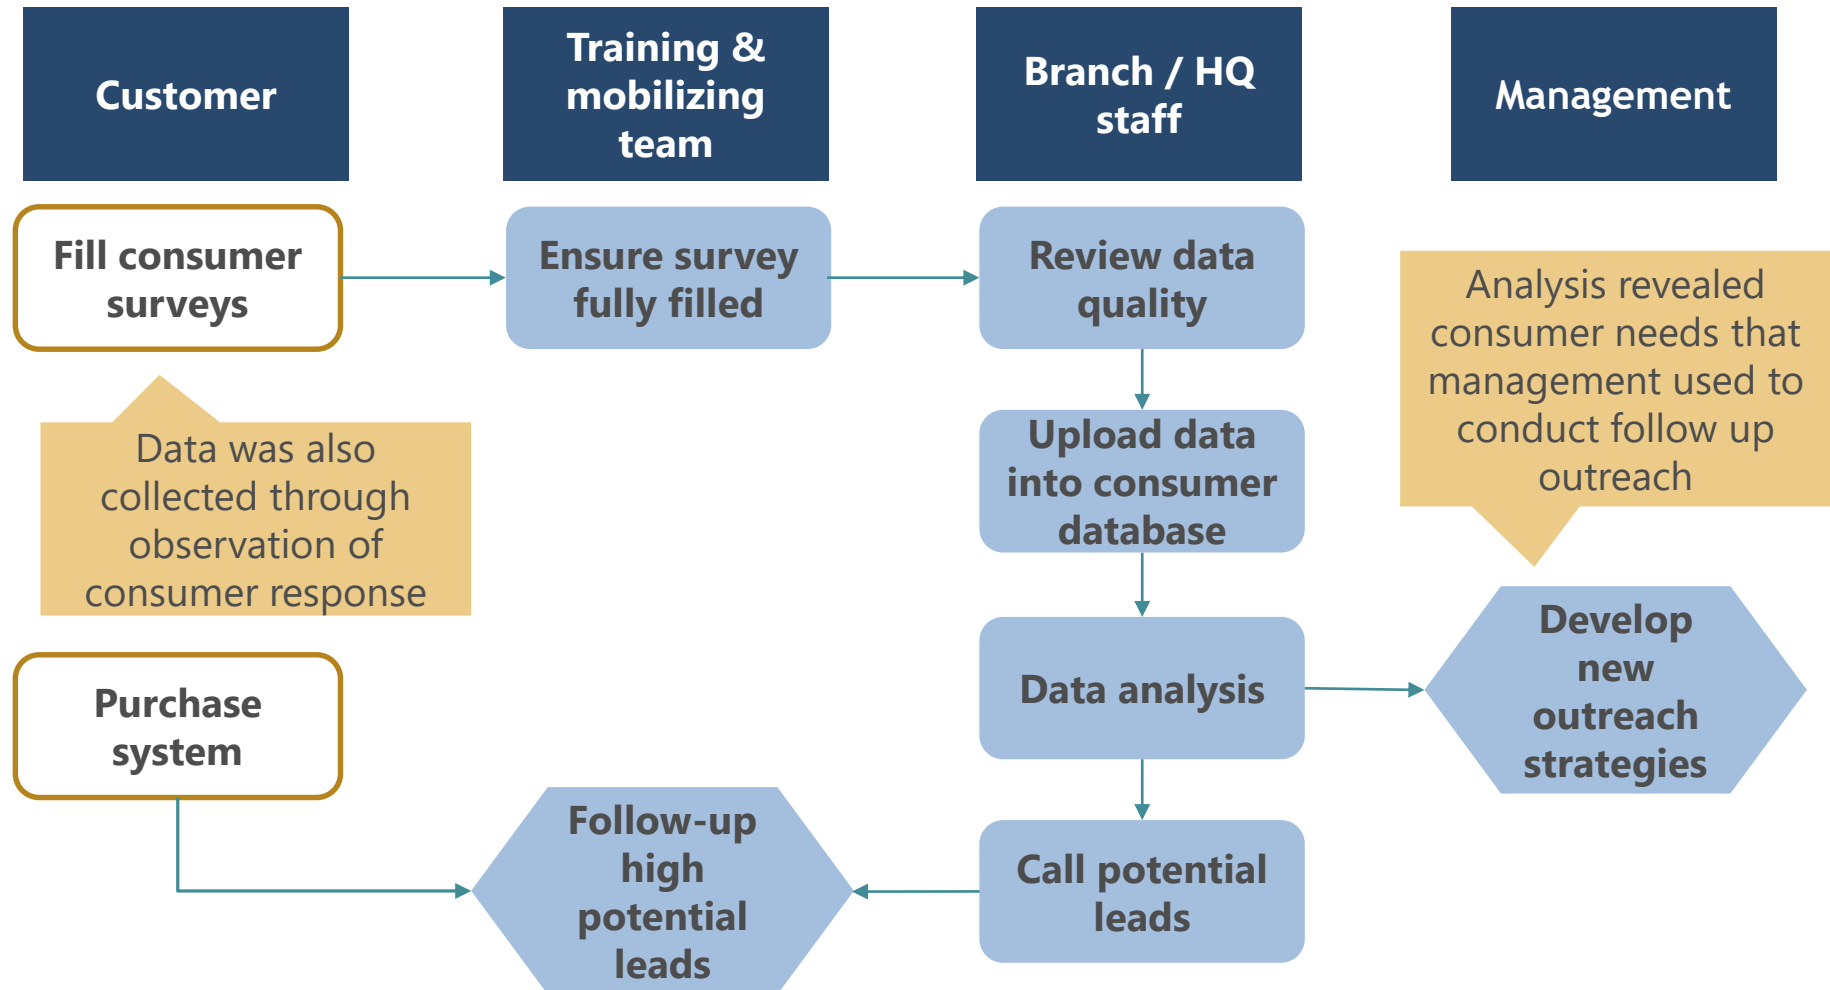 Customer
Training &
mobilizing
team
Branch / HQ
staff
Management
Fill consumer
surveys
Ensure survey
fully filled
Review data
quality
Analysis revealed
consumer needs that
management used to
conduct follow up
outreach
Data was also
collected through
observation of
consumer response
Upload data
into consumer
database
Purchase
system
Data analysis
Develop
new
outreach
strategies
Follow-up
high
potential
leads
Call potential
leads